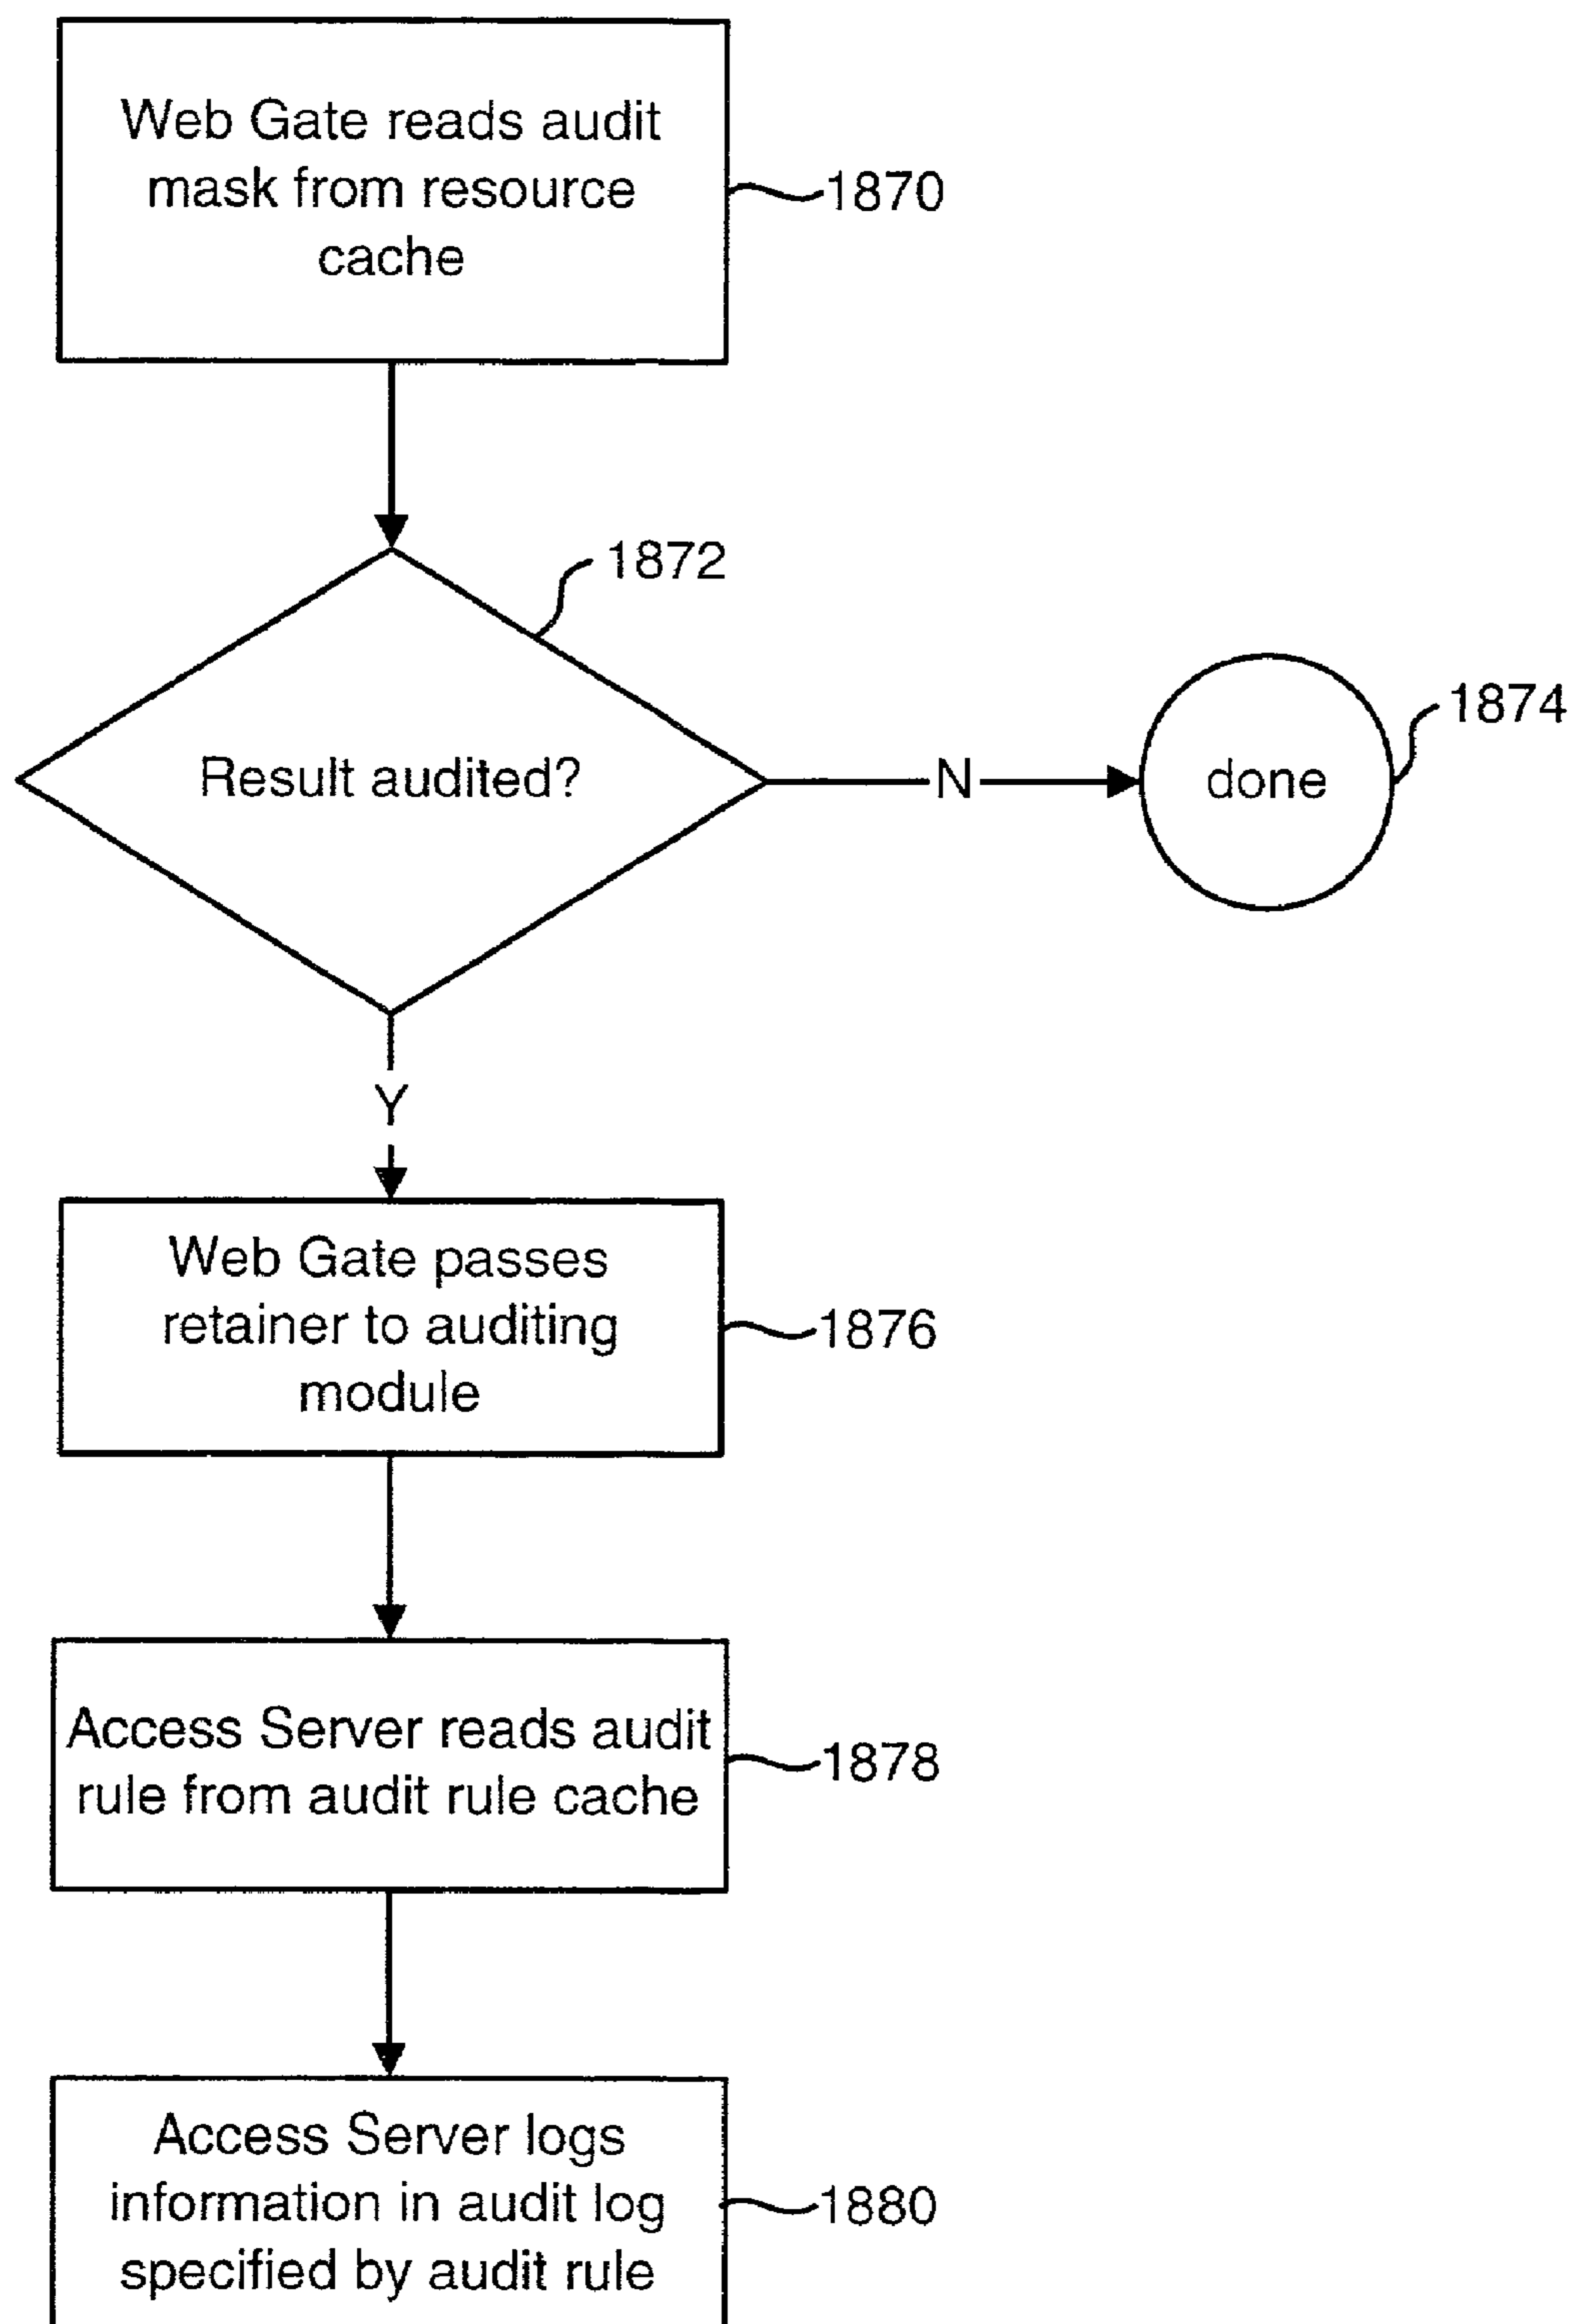 Web Gate reads audit
mask from resource
cache
1870
1872
Result audited?
N
done
1874
Y
Web Gate passes
retainer to auditing
module
1876
Access Server reads audit
rule from audit rule cache
1878
Access Server logs
information in audit log
specified by audit rule
1880